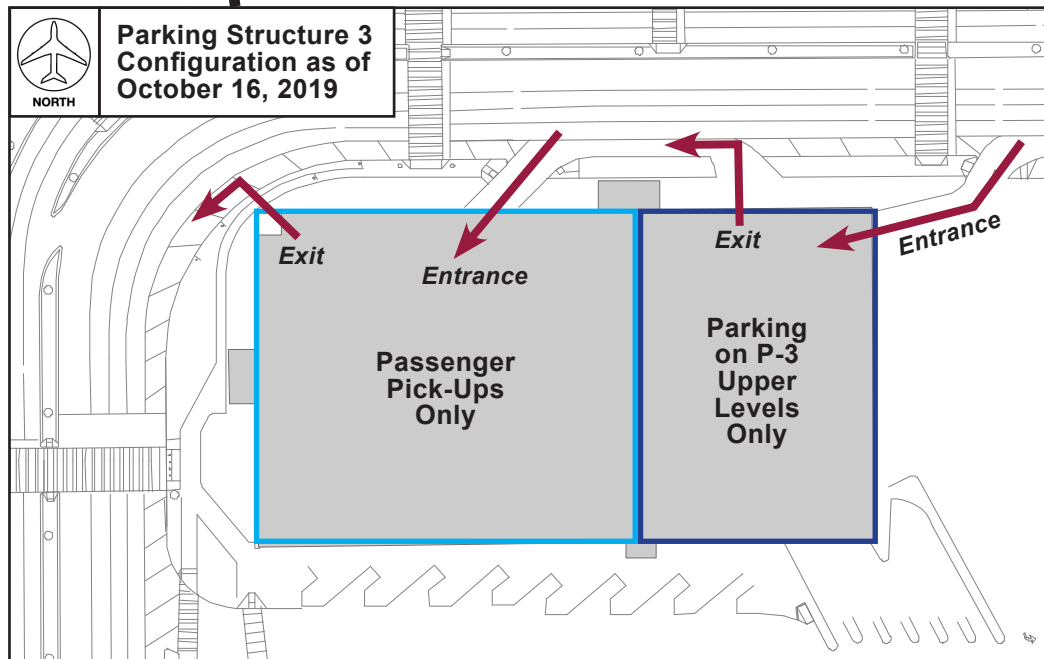 Parking Structure 3
Configuration as of
October 16, 2019
NORTH
Exit
Entrance
Exit
Entrance
Passenger
Pick-Ups
Only
Parking
on P-3
Upper
Levels
Only